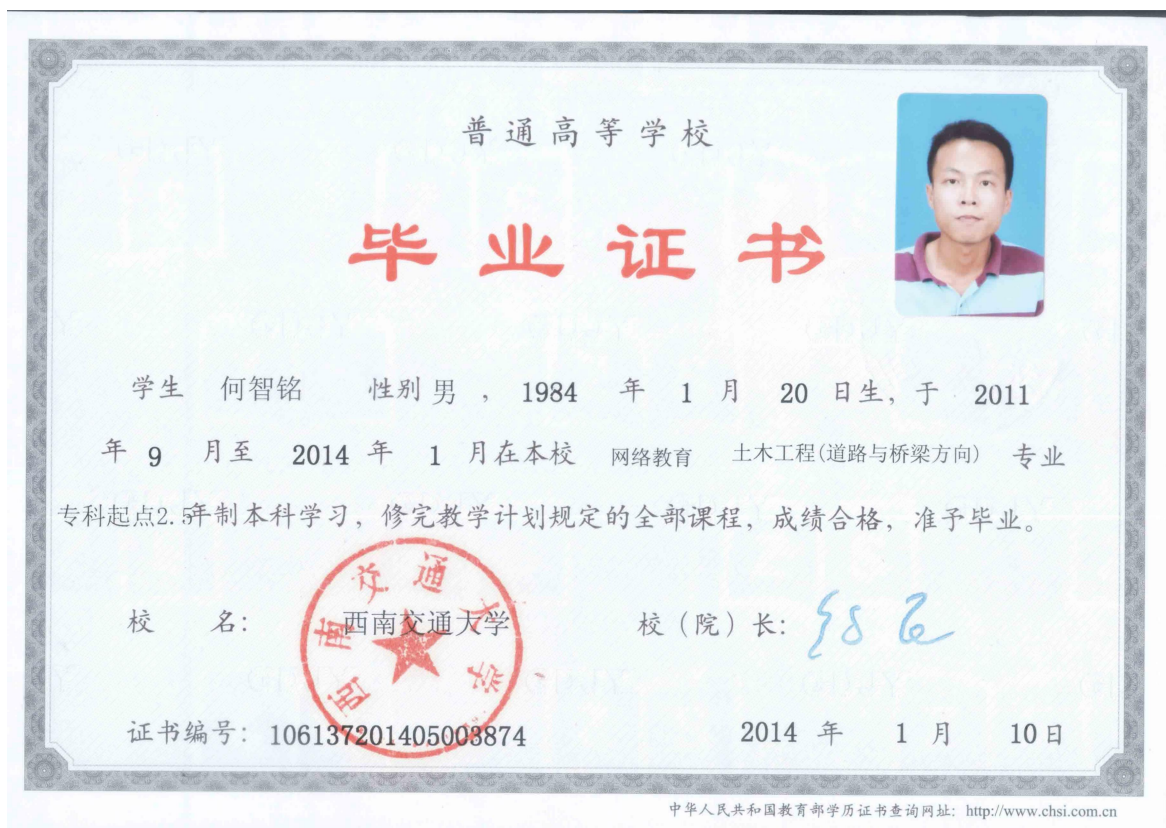 普通高等学校
毕业证书
学生 何智铭 性别 男 ， 1984 年 1 月 20 日生，于 2011
年 9 月至 2014 年 1 月在本校 网络教育 土木工程(道路与桥梁方向) 专业
专科起点2.5年制本科学习，修完教学计划规定的全部课程，成绩合格，准予毕业。
西南交通大学
校 名： 西南交通大学 校（院）长：
证书编号：106137201405003874 2014 年 1 月 10日
中华人民共和国教育部学历证书查询网址：http://www.chsi.com.cn